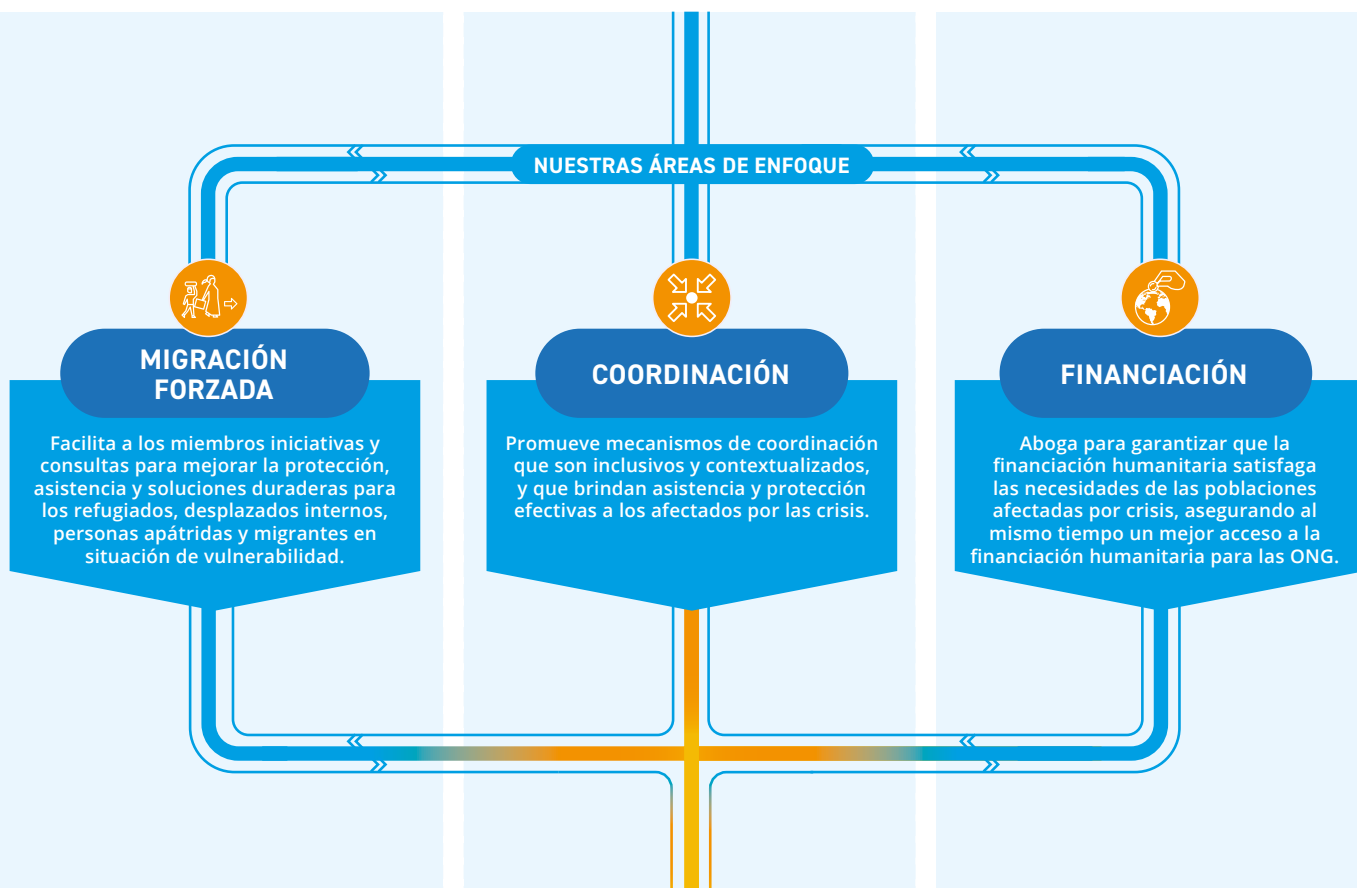 NUESTRAS ÁREAS DE ENFOQUE
MIGRACIÓN
FORZADA
Facilita a los miembros iniciativas y
consultas para mejorar la protección,
asistencia y soluciones duraderas para
los refugiados, desplazados internos,
personas apátridas y migrantes en
situación de vulnerabilidad.
COORDINACIÓN
Promueve mecanismos de coordinación
que son inclusivos y contextualizados,
y que brindan asistencia y protección
efectivas a los afectados por las crisis.
FINANCIACIÓN
Aboga para garantizar que la
financiación humanitaria satisfaga
las necesidades de las poblaciones
afectadas por crisis, asegurando al
mismo tiempo un mejor acceso a la
financiación humanitaria para las ONG.